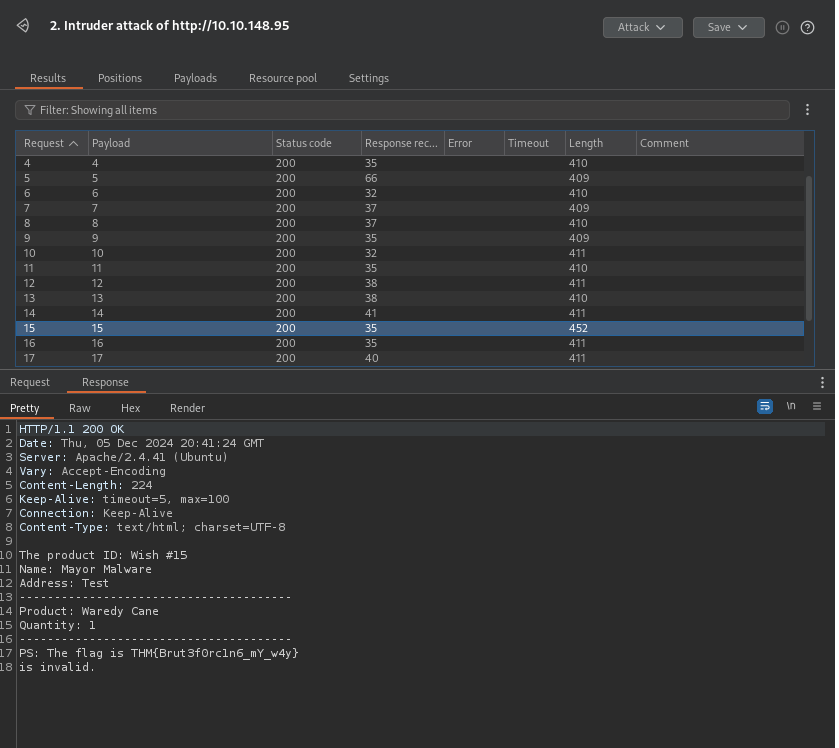 2. Intruder attack of http://10.10.148.95
Attack
Save
Results Positions Payloads Resource pool Settings
Filter: Showing all items
Request Payload Status code Response rec... Error Timeout Length Comment
4 4 200 35 410
5 5 200 66 409
6 6 200 32 410
7 7 200 37 409
8 8 200 37 410
9 9 200 35 409
10 10 200 32 411
11 11 200 35 410
12 12 200 38 411
13 13 200 38 410
14 14 200 41 411
15 15 200 35 452
16 16 200 35 411
17 17 200 40 411
Request Response
Pretty Raw Hex Render \n
1 HTTP/1.1 200 OK
2 Date: Thu, 05 Dec 2024 20:41:24 GMT
3 Server: Apache/2.4.41 (Ubuntu)
4 Vary: Accept-Encoding
5 Content-Length: 224
6 Keep-Alive: timeout=5, max=100
7 Connection: Keep-Alive
8 Content-Type: text/html; charset=UTF-8
9
10 The product ID: Wish #15
11 Name: Mayor Malware
12 Address: Test
13 ---------------------------------------
14 Product: Waredy Cane
15 Quantity: 1
16 ---------------------------------------
17 PS: The flag is THM{Brut3f0rc1n6_mY_w4y}
18 is invalid.